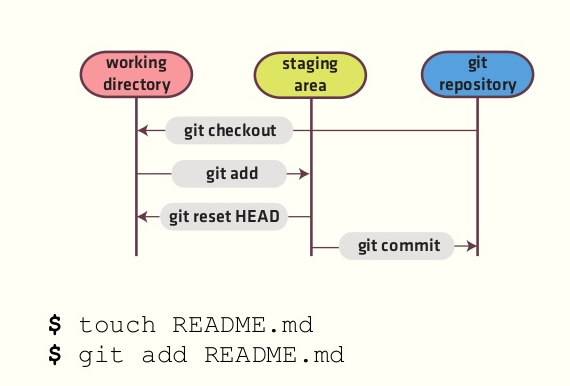 working
directory
staging
area
git
repository
git checkout
git add
git reset HEAD
git commit
$ touch README.md
$ git add README.md